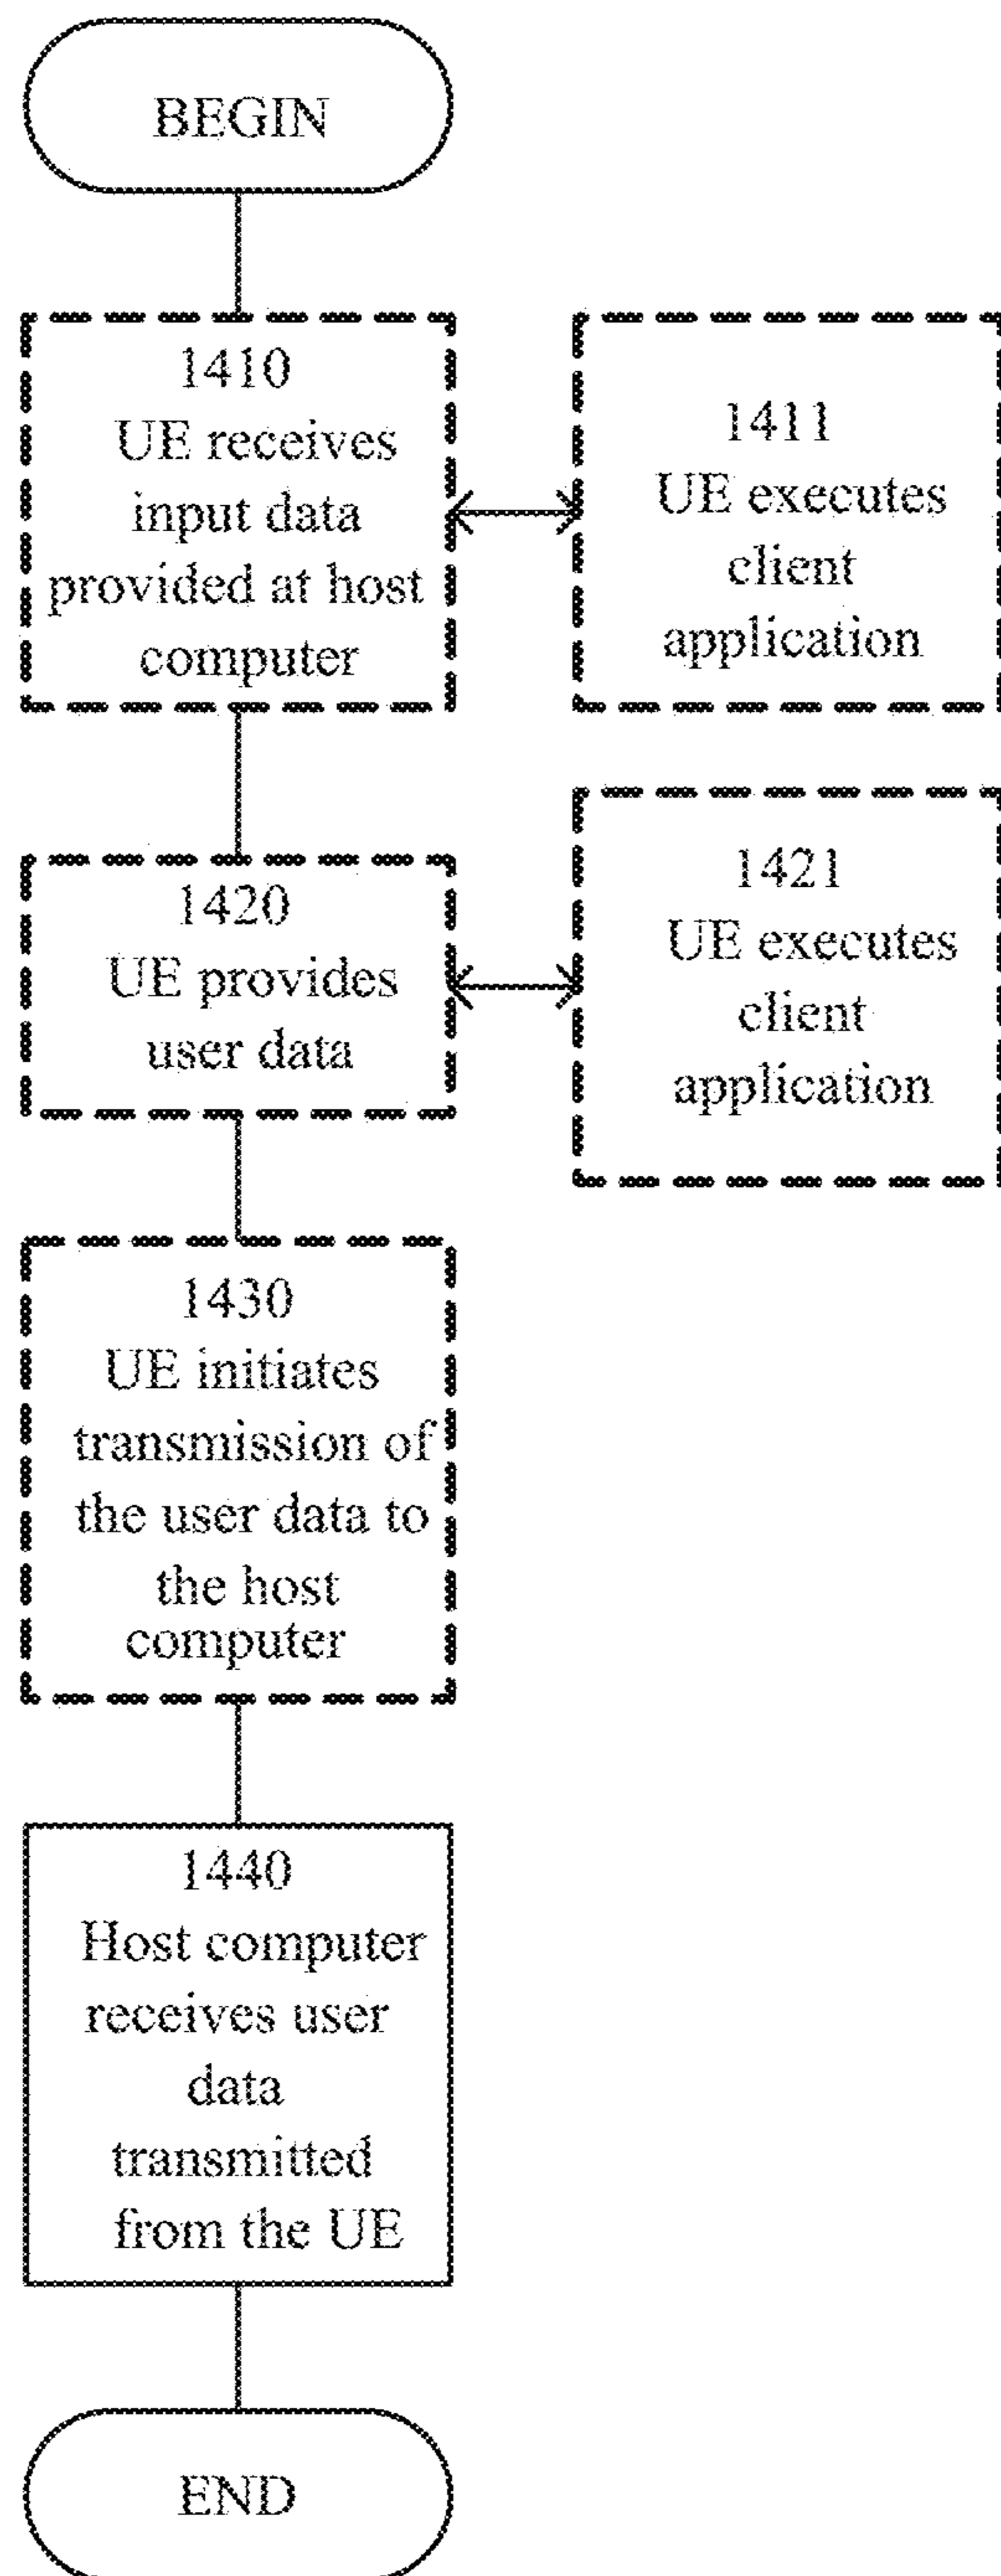 BEGIN
1410
UE receives
input data
provided at host
computer
1411
UE executes
client
application
1420
UE provides
user data
1421
UE executes
client
application
1430
UE initiates
transmission of
the user data to
the host
computer
1440
Host computer
receives user
data
transmitted
from the UE
END